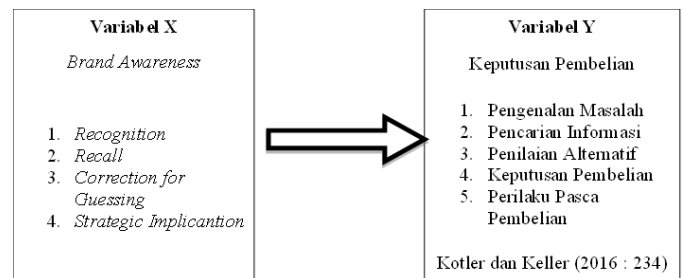 Variabel X
Brand Awareness
1. Recognition
2. Recall
3. Correction for
Guessing
4. Strategic Implicantion
Variabel Y
Keputusan Pembelian
1. Pengenalan Masalah
2. Pencarian Informasi
3. Penilaian Alternatif
4. Keputusan Pembelian
5. Perilaku Pasca
Pembelian
Kotler dan Keller (2016 : 234)